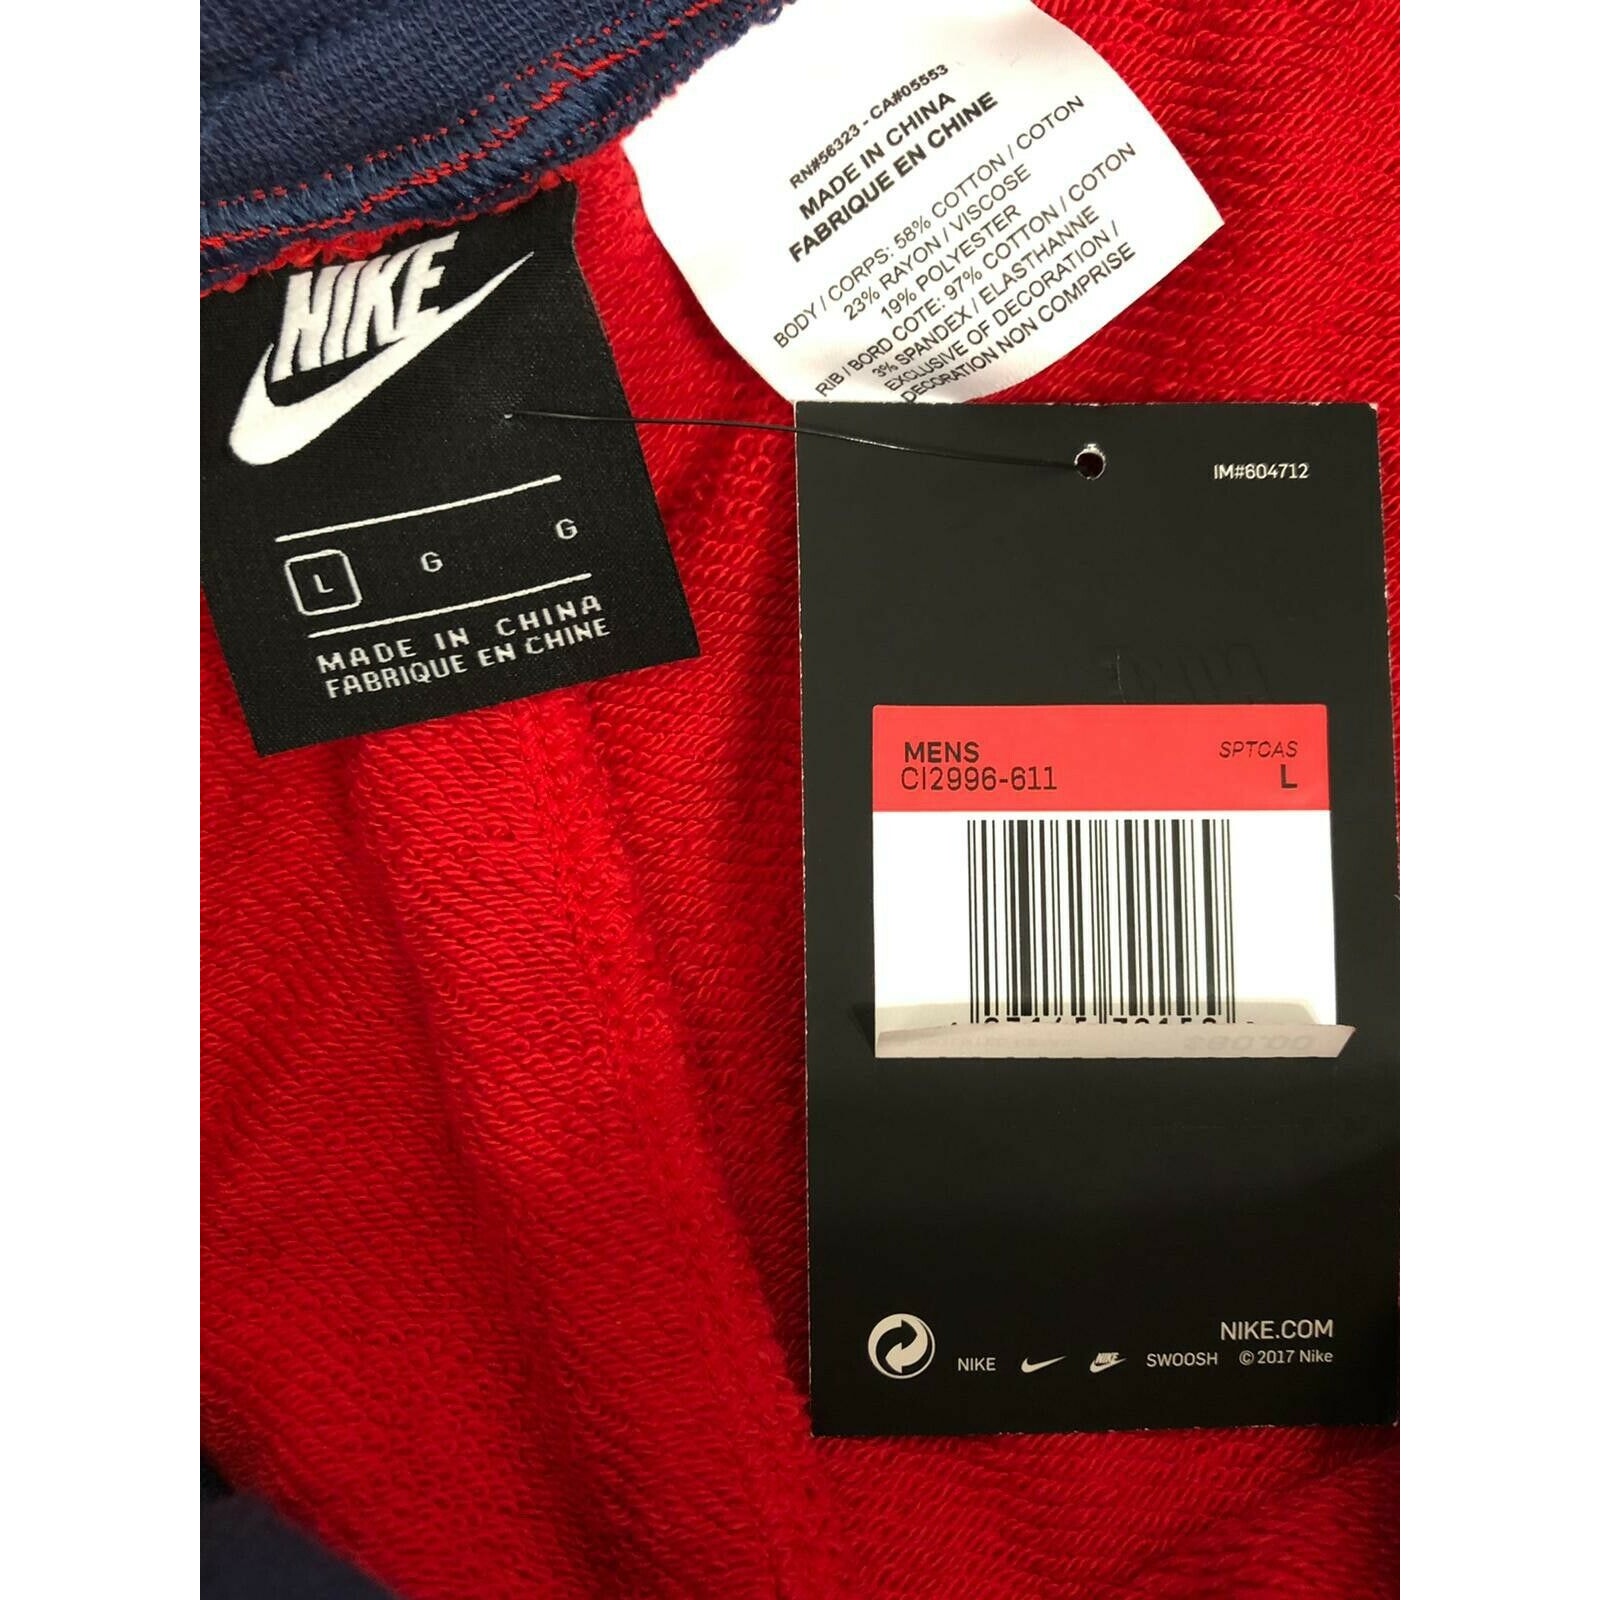 RN#56323 - CA#05553
MADE IN CHINA
FABRIQUE EN CHINE
BODY / CORPS: 58% COTTON / COTON
23% RAYON / VISCOSE
19% POLYESTER
RIB / BORD COTE: 97% COTTON / COTON
3% SPANDEX / ELASTHANNE
EXCLUSIVE OF DECORATION /
DECORATION NON COMPRISE
NIKE
L G G
MADE IN CHINA
FABRIQUE EN CHINE
IM#604712
MENS SPTCAS
CI2996-611 L
NIKE.COM
NIKE NIKE SWOOSH © 2017 Nike